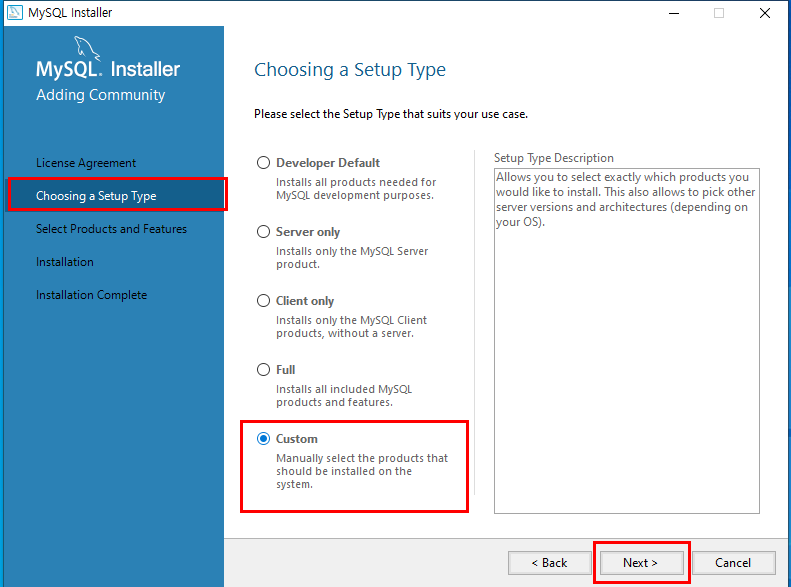 MySQL Installer
MySQL. Installer
Adding Community
License Agreement
Choosing a Setup Type
Select Products and Features
Installation
Installation Complete
Choosing a Setup Type
Please select the Setup Type that suits your use case.
Developer Default
Installs all products needed for
MySQL development purposes.
Server only
Installs only the MySQL Server
product.
Client only
Installs only the MySQL Client
products, without a server.
Full
Installs all included MySQL
products and features.
Custom
Manually select the products that
should be installed on the
system.
Setup Type Description
Allows you to select exactly which products you
would like to install. This also allows to pick other
server versions and architectures (depending on
your OS).
< Back
Next >
Cancel